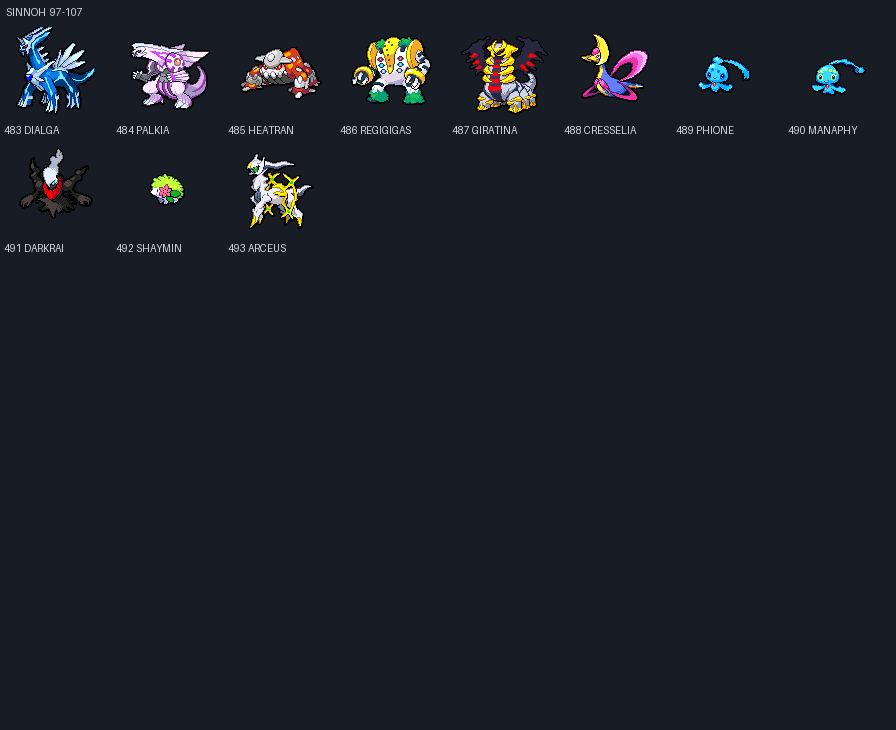 SINNOH 97-107
483 DIALGA
484 PALKIA
485 HEATRAN
486 REGIGIGAS
487 GIRATINA
488 CRESSELIA
489 PHIONE
490 MANAPHY
491 DARKRAI
492 SHAYMIN
493 ARCEUS